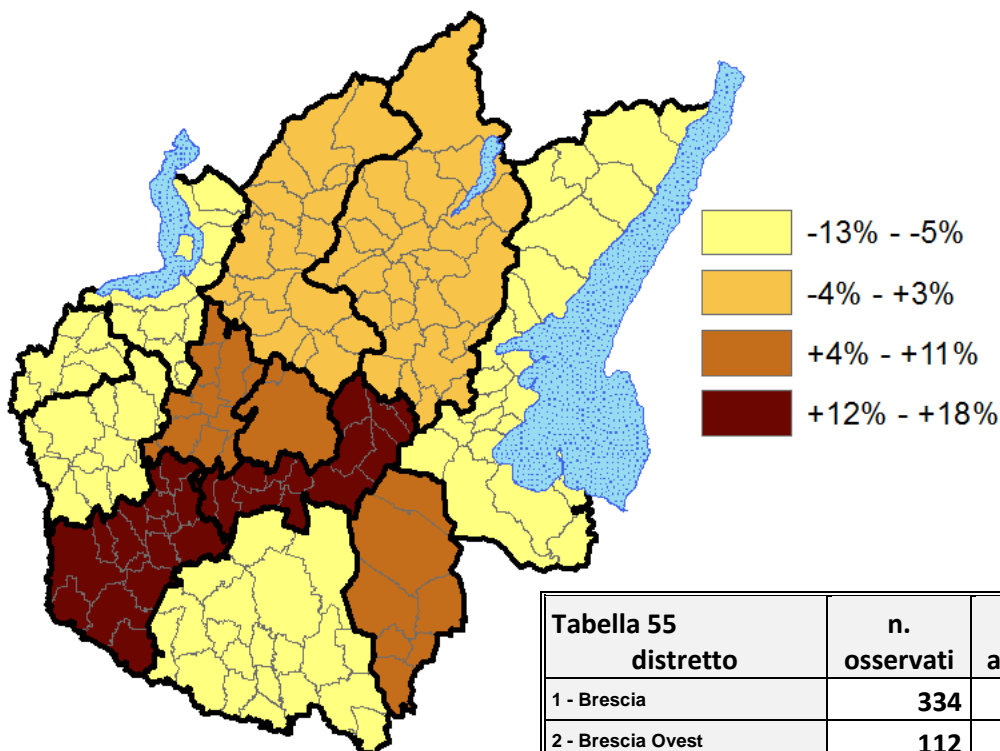 -13% - -5%
-4% - +3%
+4% - +11%
+12% - +18%
Tabella 55
distretto
n.
osservati
a
1 - Brescia
334
2 - Brescia Ovest
112